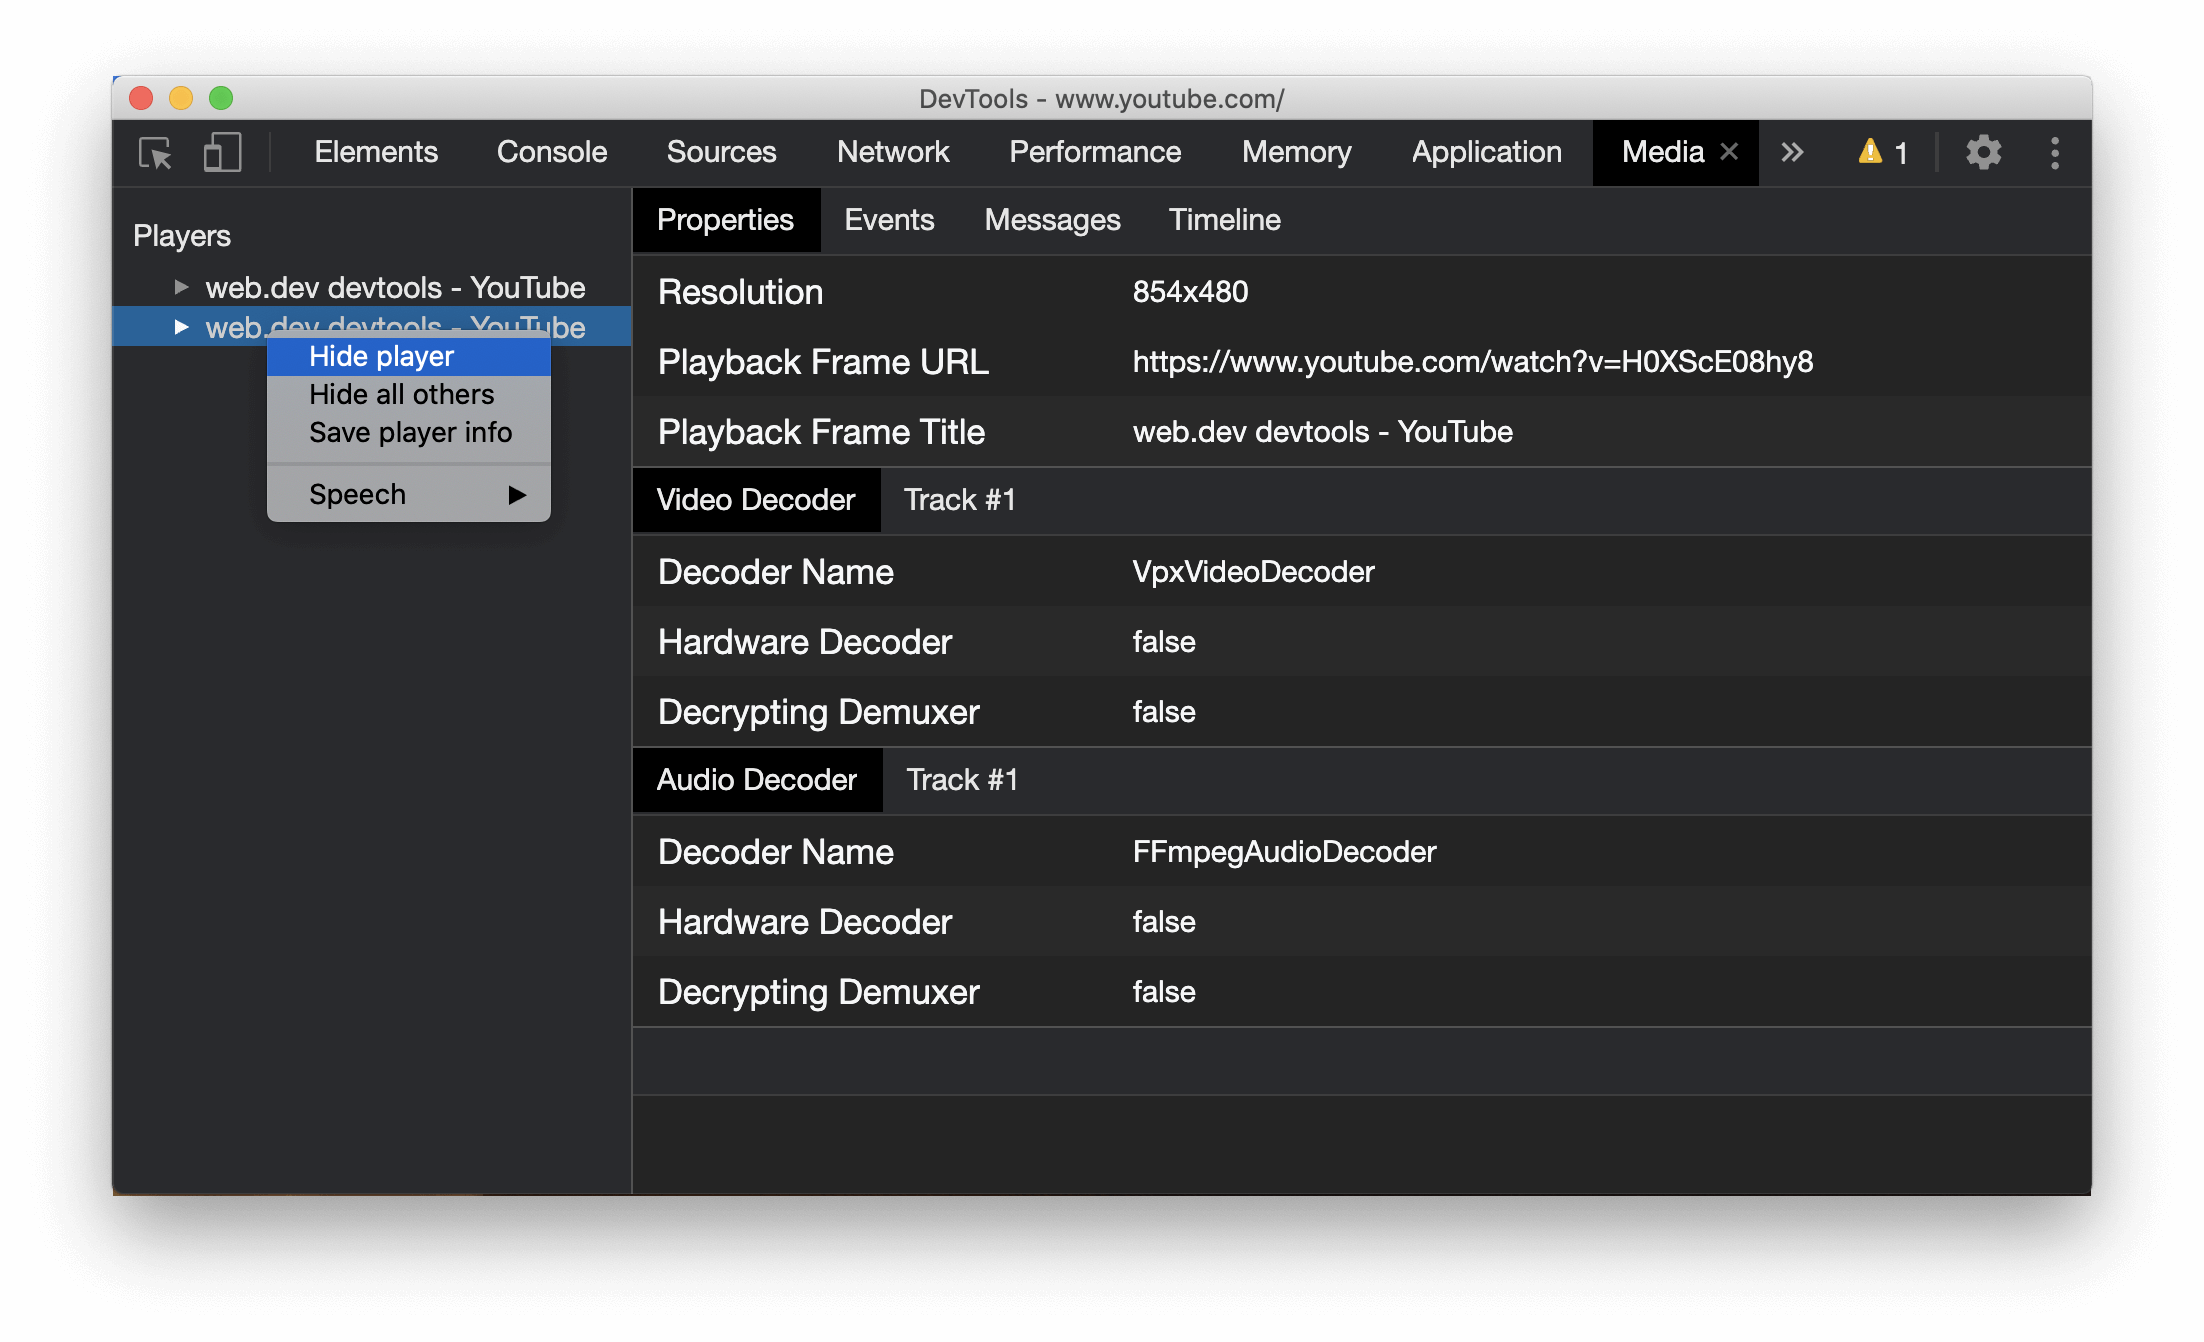 DevTools - www.youtube.com/
Elements Console Sources Network Performance Memory Application Media 1
Players
web.dev devtools - YouTube
web.dev devtools - YouTube
Hide player
Hide all others
Save player info
Speech
Properties Events Messages Timeline
Resolution 854x480
Playback Frame URL https://www.youtube.com/watch?v=H0XScE08hy8
Playback Frame Title web.dev devtools - YouTube
Video Decoder Track #1
Decoder Name VpxVideoDecoder
Hardware Decoder false
Decrypting Demuxer false
Audio Decoder Track #1
Decoder Name FFmpegAudioDecoder
Hardware Decoder false
Decrypting Demuxer false